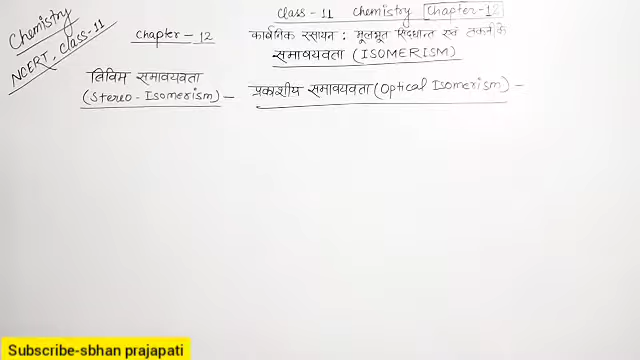 Chemistry
NCERT, Class-11
Class - 11 Chemistry Chapter-12
Chapter - 12 कार्बनिक रसायन : मूलभूत सिद्धान्त एवं तकनीके
समावयवता (ISOMERISM)
त्रिविम समावयवता
(Stereo - Isomerism) – प्रकाशीय समावयवता (Optical Isomerism) –
Subscribe-sbhan prajapati